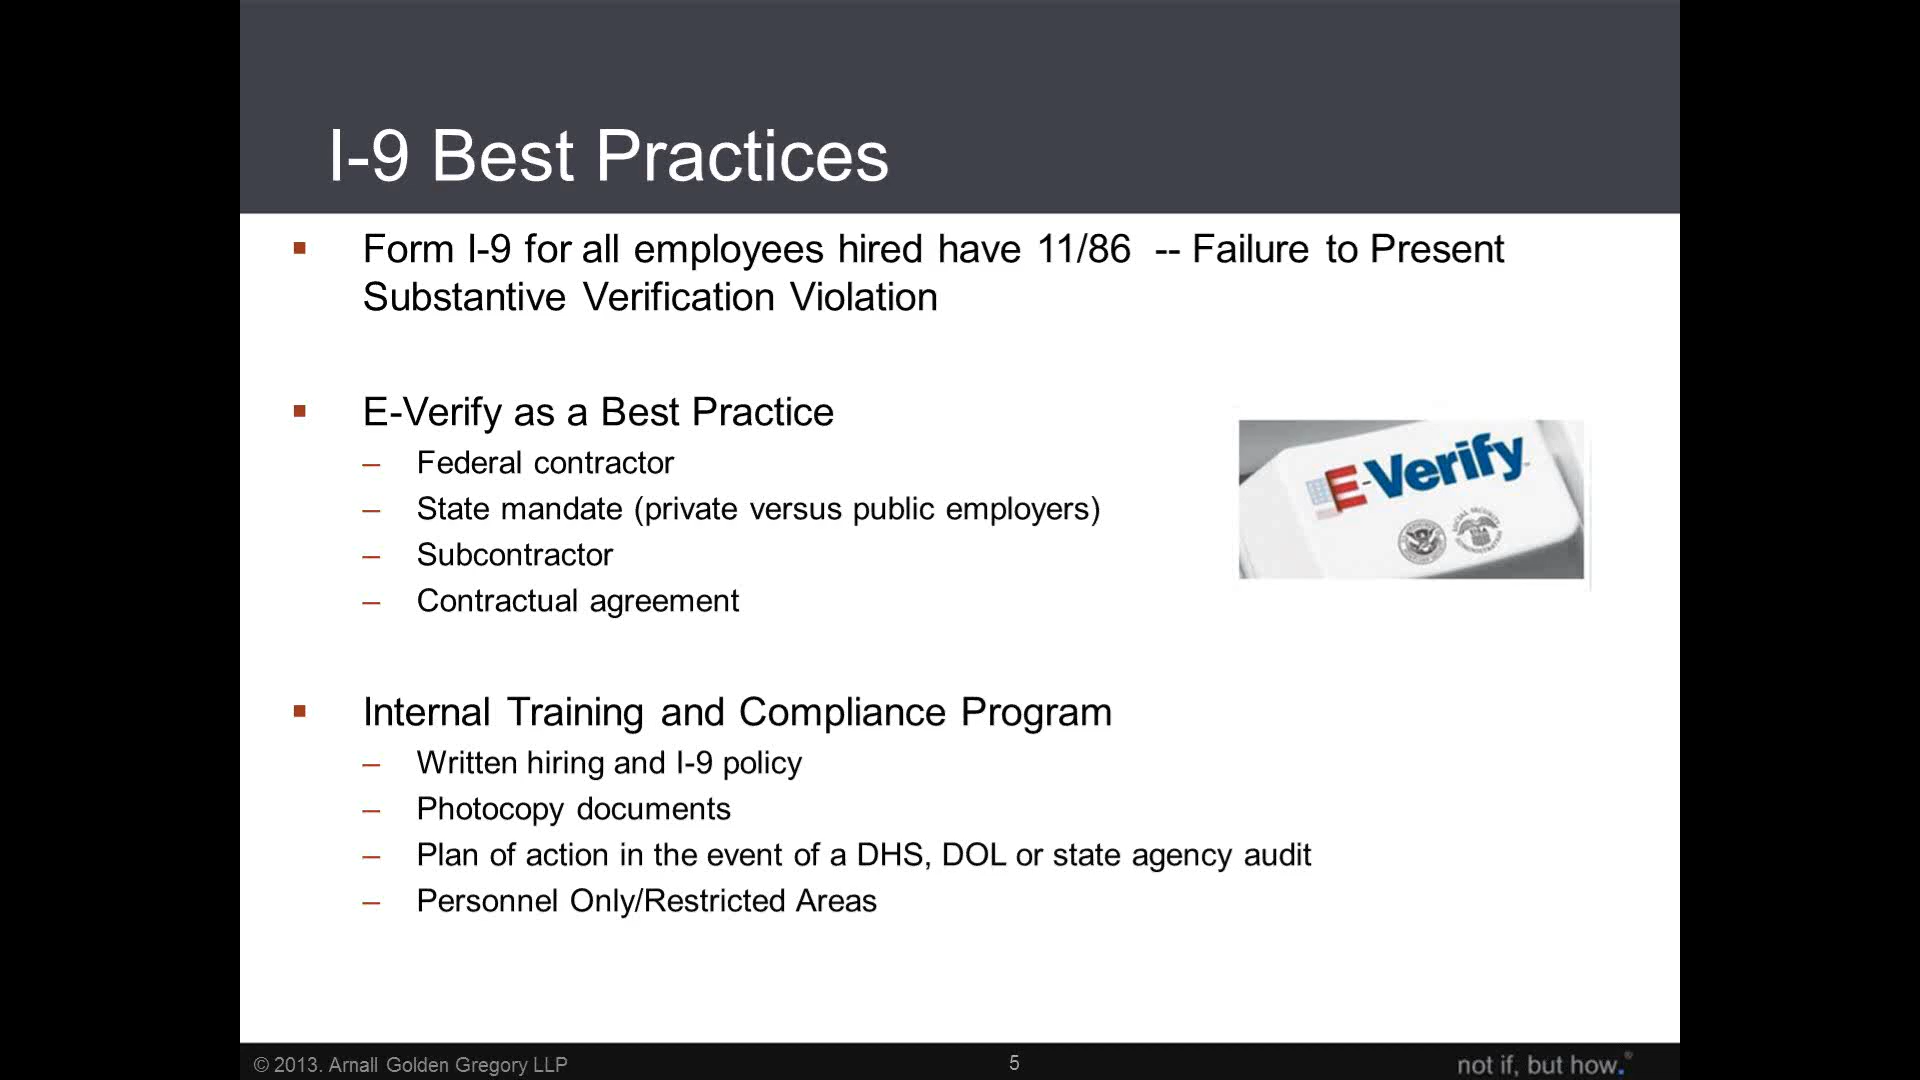 I-9 Best Practices
▪ Form I-9 for all employees hired have 11/86 -- Failure to Present
Substantive Verification Violation
▪ E-Verify as a Best Practice
– Federal contractor
– State mandate (private versus public employers)
– Subcontractor
– Contractual agreement
E-Verify
▪ Internal Training and Compliance Program
– Written hiring and I-9 policy
– Photocopy documents
– Plan of action in the event of a DHS, DOL or state agency audit
– Personnel Only/Restricted Areas
© 2013. Arnall Golden Gregory LLP
5
not if, but how.®